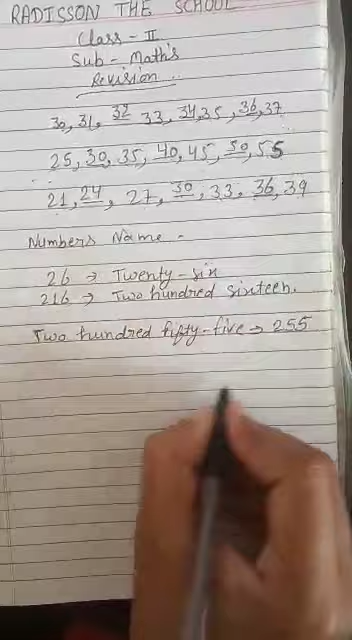 RADISSON THE SCHOOL
Class - II
Sub - Maths
Revision
30, 31, 32 33, 34, 35, 36, 37
25, 30, 35, 40, 45, 50, 55
21, 24, 27, 30, 33, 36, 39
Numbers Name -
26 → Twenty-six
216 → Two hundred sixteen.
Two hundred fifty-five → 255